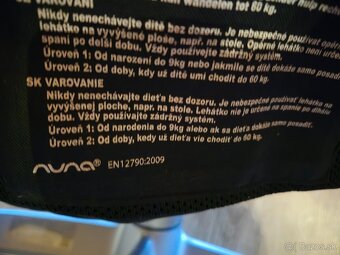 wandelen tot 60 kg.
VAROVÁNÍ
Nikdy nenechávejte dítě bez dozoru. Je nebezpečné používat
na vyvýšené ploše, např. na stole. Opěrné lehátko není určeno
spaní po delší dobu. Vždy používejte zádržný systém.
Úroveň 1: Od narození do 9kg nebo jakmile se dítě dokáže samo posadit
Úroveň 2: Od doby, kdy už dítě umí chodit do 60 kg.
SK VAROVANIE
Nikdy nenechávajte dieťa bez dozoru. Je nebezpečné používať lehátko na
vyvýšenej ploche, napr. na stole. Lehátko nie je určené na spanie po dlhšiu
dobu. Vždy používajte zádržný systém.
Úroveň 1: Od narodenia do 9kg alebo ak sa dieťa dokáže samo
posadiť.
Úroveň 2: Od doby, keď už dieťa vie chodiť do 60 kg.
nuna® EN12790:2009
bazos.sk